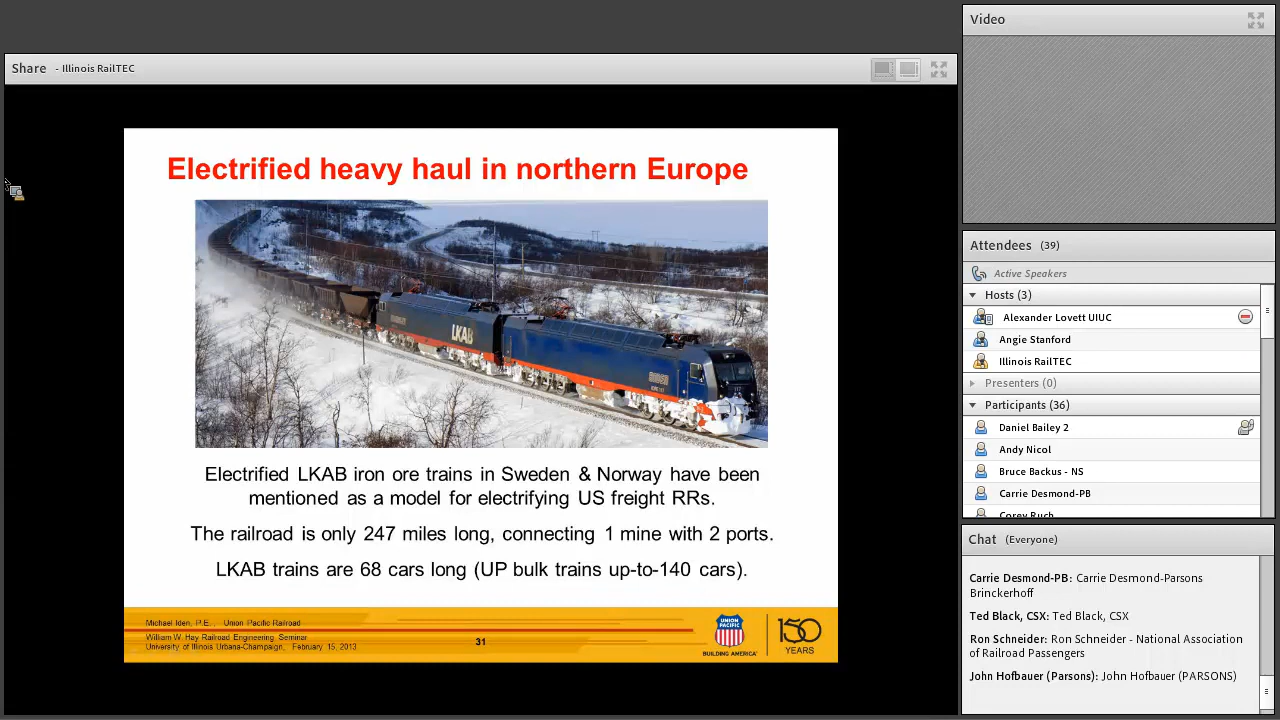 Share - Illinois RailTEC
Electrified heavy haul in northern Europe
LKAB
Electrified LKAB iron ore trains in Sweden & Norway have been
mentioned as a model for electrifying US freight RRs.
The railroad is only 247 miles long, connecting 1 mine with 2 ports.
LKAB trains are 68 cars long (UP bulk trains up-to-140 cars).
Michael Iden, P.E., Union Pacific Railroad
William W. Hay Railroad Engineering Seminar
University of Illinois Urbana-Champaign, February 15, 2013
31
UNION
PACIFIC
BUILDING AMERICA®
150
YEARS
Video
Attendees (39)
Active Speakers
Hosts (3)
Alexander Lovett UIUC
Angie Stanford
Illinois RailTEC
Presenters (0)
Participants (36)
Daniel Bailey 2
Andy Nicol
Bruce Backus - NS
Carrie Desmond-PB
Corey Ruch
Chat (Everyone)
Carrie Desmond-PB: Carrie Desmond-Parsons
Brinckerhoff
Ted Black, CSX: Ted Black, CSX
Ron Schneider: Ron Schneider - National Association
of Railroad Passengers
John Hofbauer (Parsons): John Hofbauer (PARSONS)